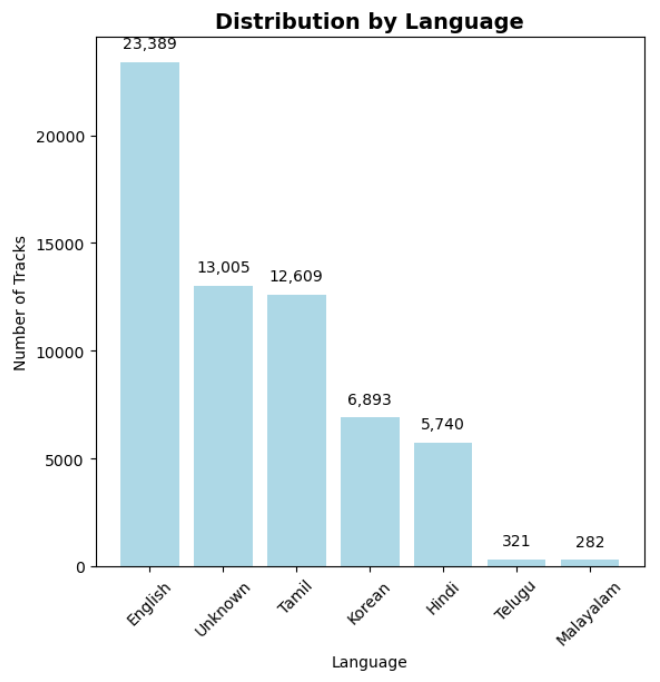 Distribution by Language
23,389
13,005
12,609
6,893
5,740
321
282
20000
15000
10000
5000
0
Number of Tracks
English
Unknown
Tamil
Korean
Hindi
Telugu
Malayalam
Language